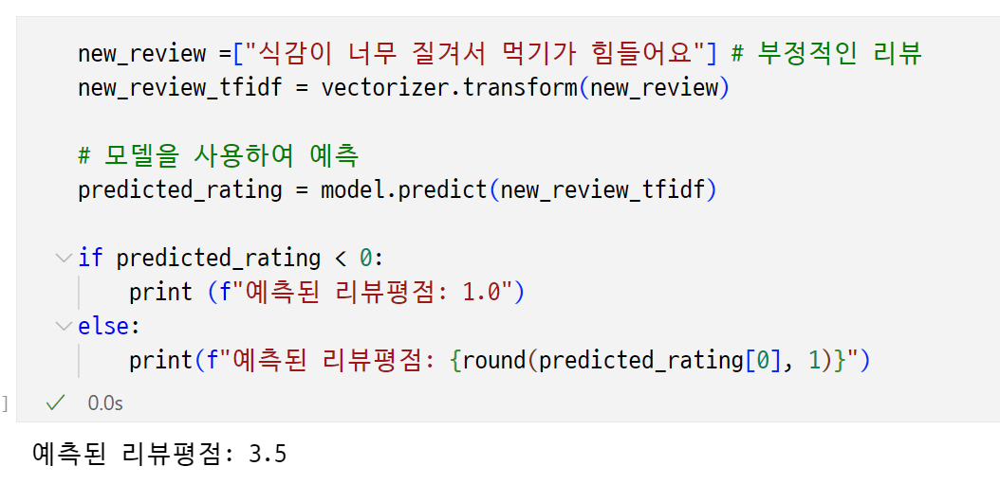 new_review =["식감이 너무 질겨서 먹기가 힘들어요"] # 부정적인 리뷰
new_review_tfidf = vectorizer.transform(new_review)
# 모델을 사용하여 예측
predicted_rating = model.predict(new_review_tfidf)
if predicted_rating < 0:
print (f"예측된 리뷰평점: 1.0")
else:
print(f"예측된 리뷰평점: {round(predicted_rating[0], 1)}")
] ✓ 0.0s
예측된 리뷰평점: 3.5